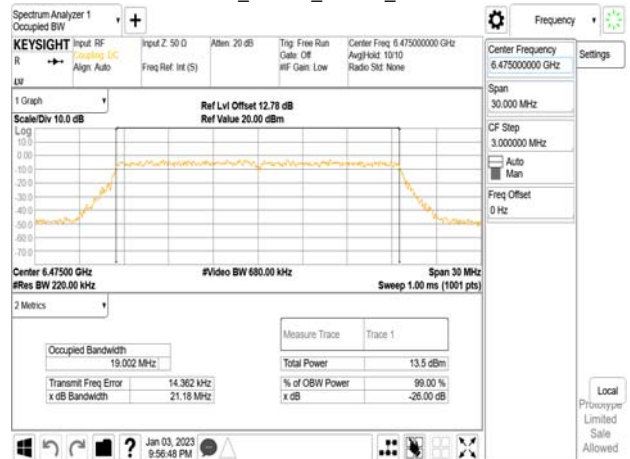 Spectrum Analyzer 1
Occupied BW
Frequency
KEYSIGHT
R
Input: RF
Coupling: DC
Align: Auto
Input Z: 50 Ω
Freq Ref: Int (S)
Atten: 20 dB
Trig: Free Run
Gate: Off
#IF Gain: Low
Center Freq: 6.475000000 GHz
Avg|Hold: 10/10
Radio Std: None
1 Graph
Scale/Div 10.0 dB
Ref Lvl Offset 12.78 dB
Ref Value 20.00 dBm
Log
10.0
0.00
-10.0
-20.0
-30.0
-40.0
-50.0
-60.0
-70.0
Center 6.47500 GHz
#Res BW 220.00 kHz
#Video BW 680.00 kHz
Span 30 MHz
Sweep 1.00 ms (1001 pts)
2 Metrics
Occupied Bandwidth
19.002 MHz
Transmit Freq Error 14.362 kHz
x dB Bandwidth 21.18 MHz
Measure Trace Trace 1
Total Power 13.5 dBm
% of OBW Power 99.00 %
x dB -26.00 dB
Jan 03, 2023
9:56:48 PM
Center Frequency
6.475000000 GHz
Span
30.000 MHz
CF Step
3.000000 MHz
Auto
Man
Freq Offset
0 Hz
Settings
Local
Prototype
Limited
Sale
Allowed